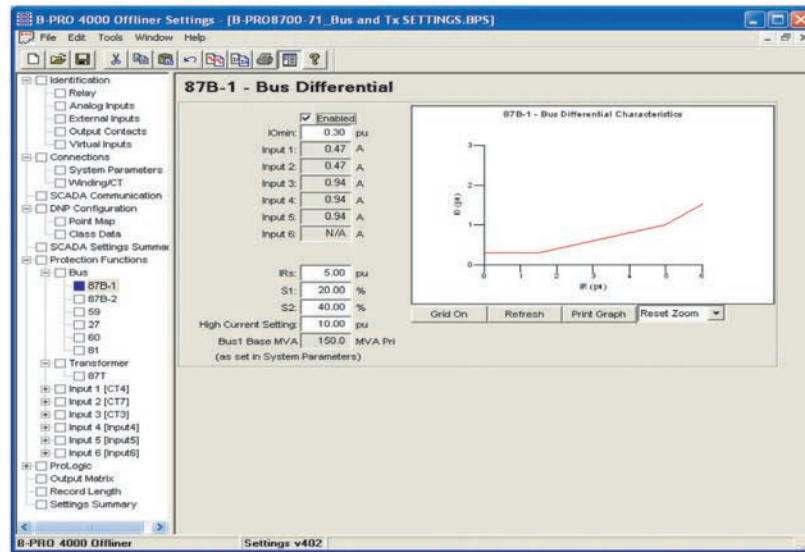 B-PRO 4000 Offliner Settings - [B-PRO8700-71_Bus and Tx SETTINGS.BPS]
File Edit Tools Window Help
Identification
Relay
Analog Inputs
External Inputs
Output Contacts
Virtual Inputs
Connections
System Parameters
Winding/CT
SCADA Communication
DNP Configuration
Point Map
Class Data
SCADA Settings Summar
Protection Functions
Bus
87B-1
87B-2
59
27
60
81
Transformer
87T
Input 1 [CT4]
Input 2 [CT7]
Input 3 [CT3]
Input 4 [Input4]
Input 5 [Input5]
Input 6 [Input6]
ProLogic
Output Matrix
Record Length
Settings Summary
87B-1 - Bus Differential
Enabled
IOmin: 0.30 pu
Input 1: 0.47 A
Input 2: 0.47 A
Input 3: 0.94 A
Input 4: 0.94 A
Input 5: 0.94 A
Input 6: N/A A
IRs: 5.00 pu
S1: 20.00 %
S2: 40.00 %
High Current Setting: 10.00 pu
Bus1 Base MVA 150.0 MVA Pri
(as set in System Parameters)
87B-1 - Bus Differential Characteristics
3
2
1
0
IO (pu)
0 1 2 3 4 5 6
IR (pu)
Grid On Refresh Print Graph Reset Zoom
B-PRO 4000 Offliner Settings v402